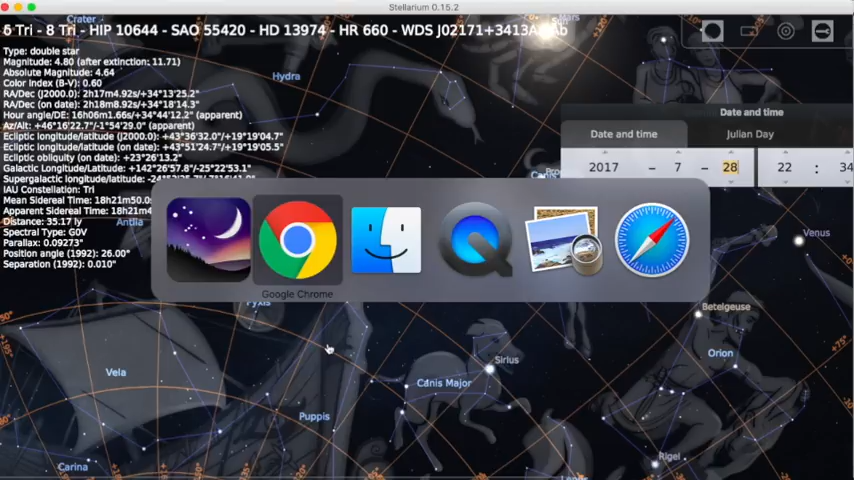 Stellarium 0.15.2
Crater
δ Tri - 8 Tri - HIP 10644 - SAO 55420 - HD 13974 - HR 660 - WDS J02171+3413A
Type: double star
Magnitude: 4.80 (after extinction: 11.71)
Absolute Magnitude: 4.64
Color Index (B-V): 0.60
RA/Dec (J2000.0): 2h17m4.92s/+34°13'25.2"
RA/Dec (on date): 2h18m8.92s/+34°18'14.3"
Hour angle/DE: 16h06m1.66s/+34°44'12.1" (apparent)
Az/Alt: +46°16'22.7"/-1°54'29.0" (apparent)
Ecliptic longitude/latitude (J2000.0): +43°36'32.0"/+19°19'04.7"
Ecliptic longitude/latitude (on date): +43°51'24.7"/+19°19'05.5"
Ecliptic obliquity (on date): +23°26'13.2"
Galactic Longitude/Latitude: +142°26'57.8"/-25°22'53.1"
Supergalactic longitude/latitude:
IAU Constellation: Tri
Mean Sidereal Time: 18h21m50.0
Apparent Sidereal Time: 18h21m4
Distance: 35.17 ly
Spectral Type: G0V
Parallax: 0.09273"
Position angle (1992): 26.00°
Separation (1992): 0.010"
Hydra
Date and time
Date and time Julian Day
2017 - 7 - 28 22 : 34
Antlia
Venus
Google Chrome
Pyxis
Betelgeuse
Orion
Sirius
Canis Major
Vela
Puppis
Rigel
Carina